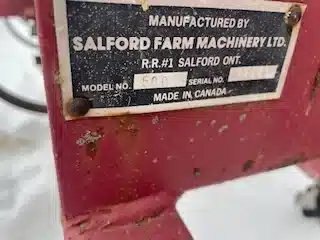 MANUFACTURED BY
SALFORD FARM MACHINERY LTD.
R.R.#1 SALFORD ONT.
MODEL NO. SERIAL NO.
MADE IN CANADA